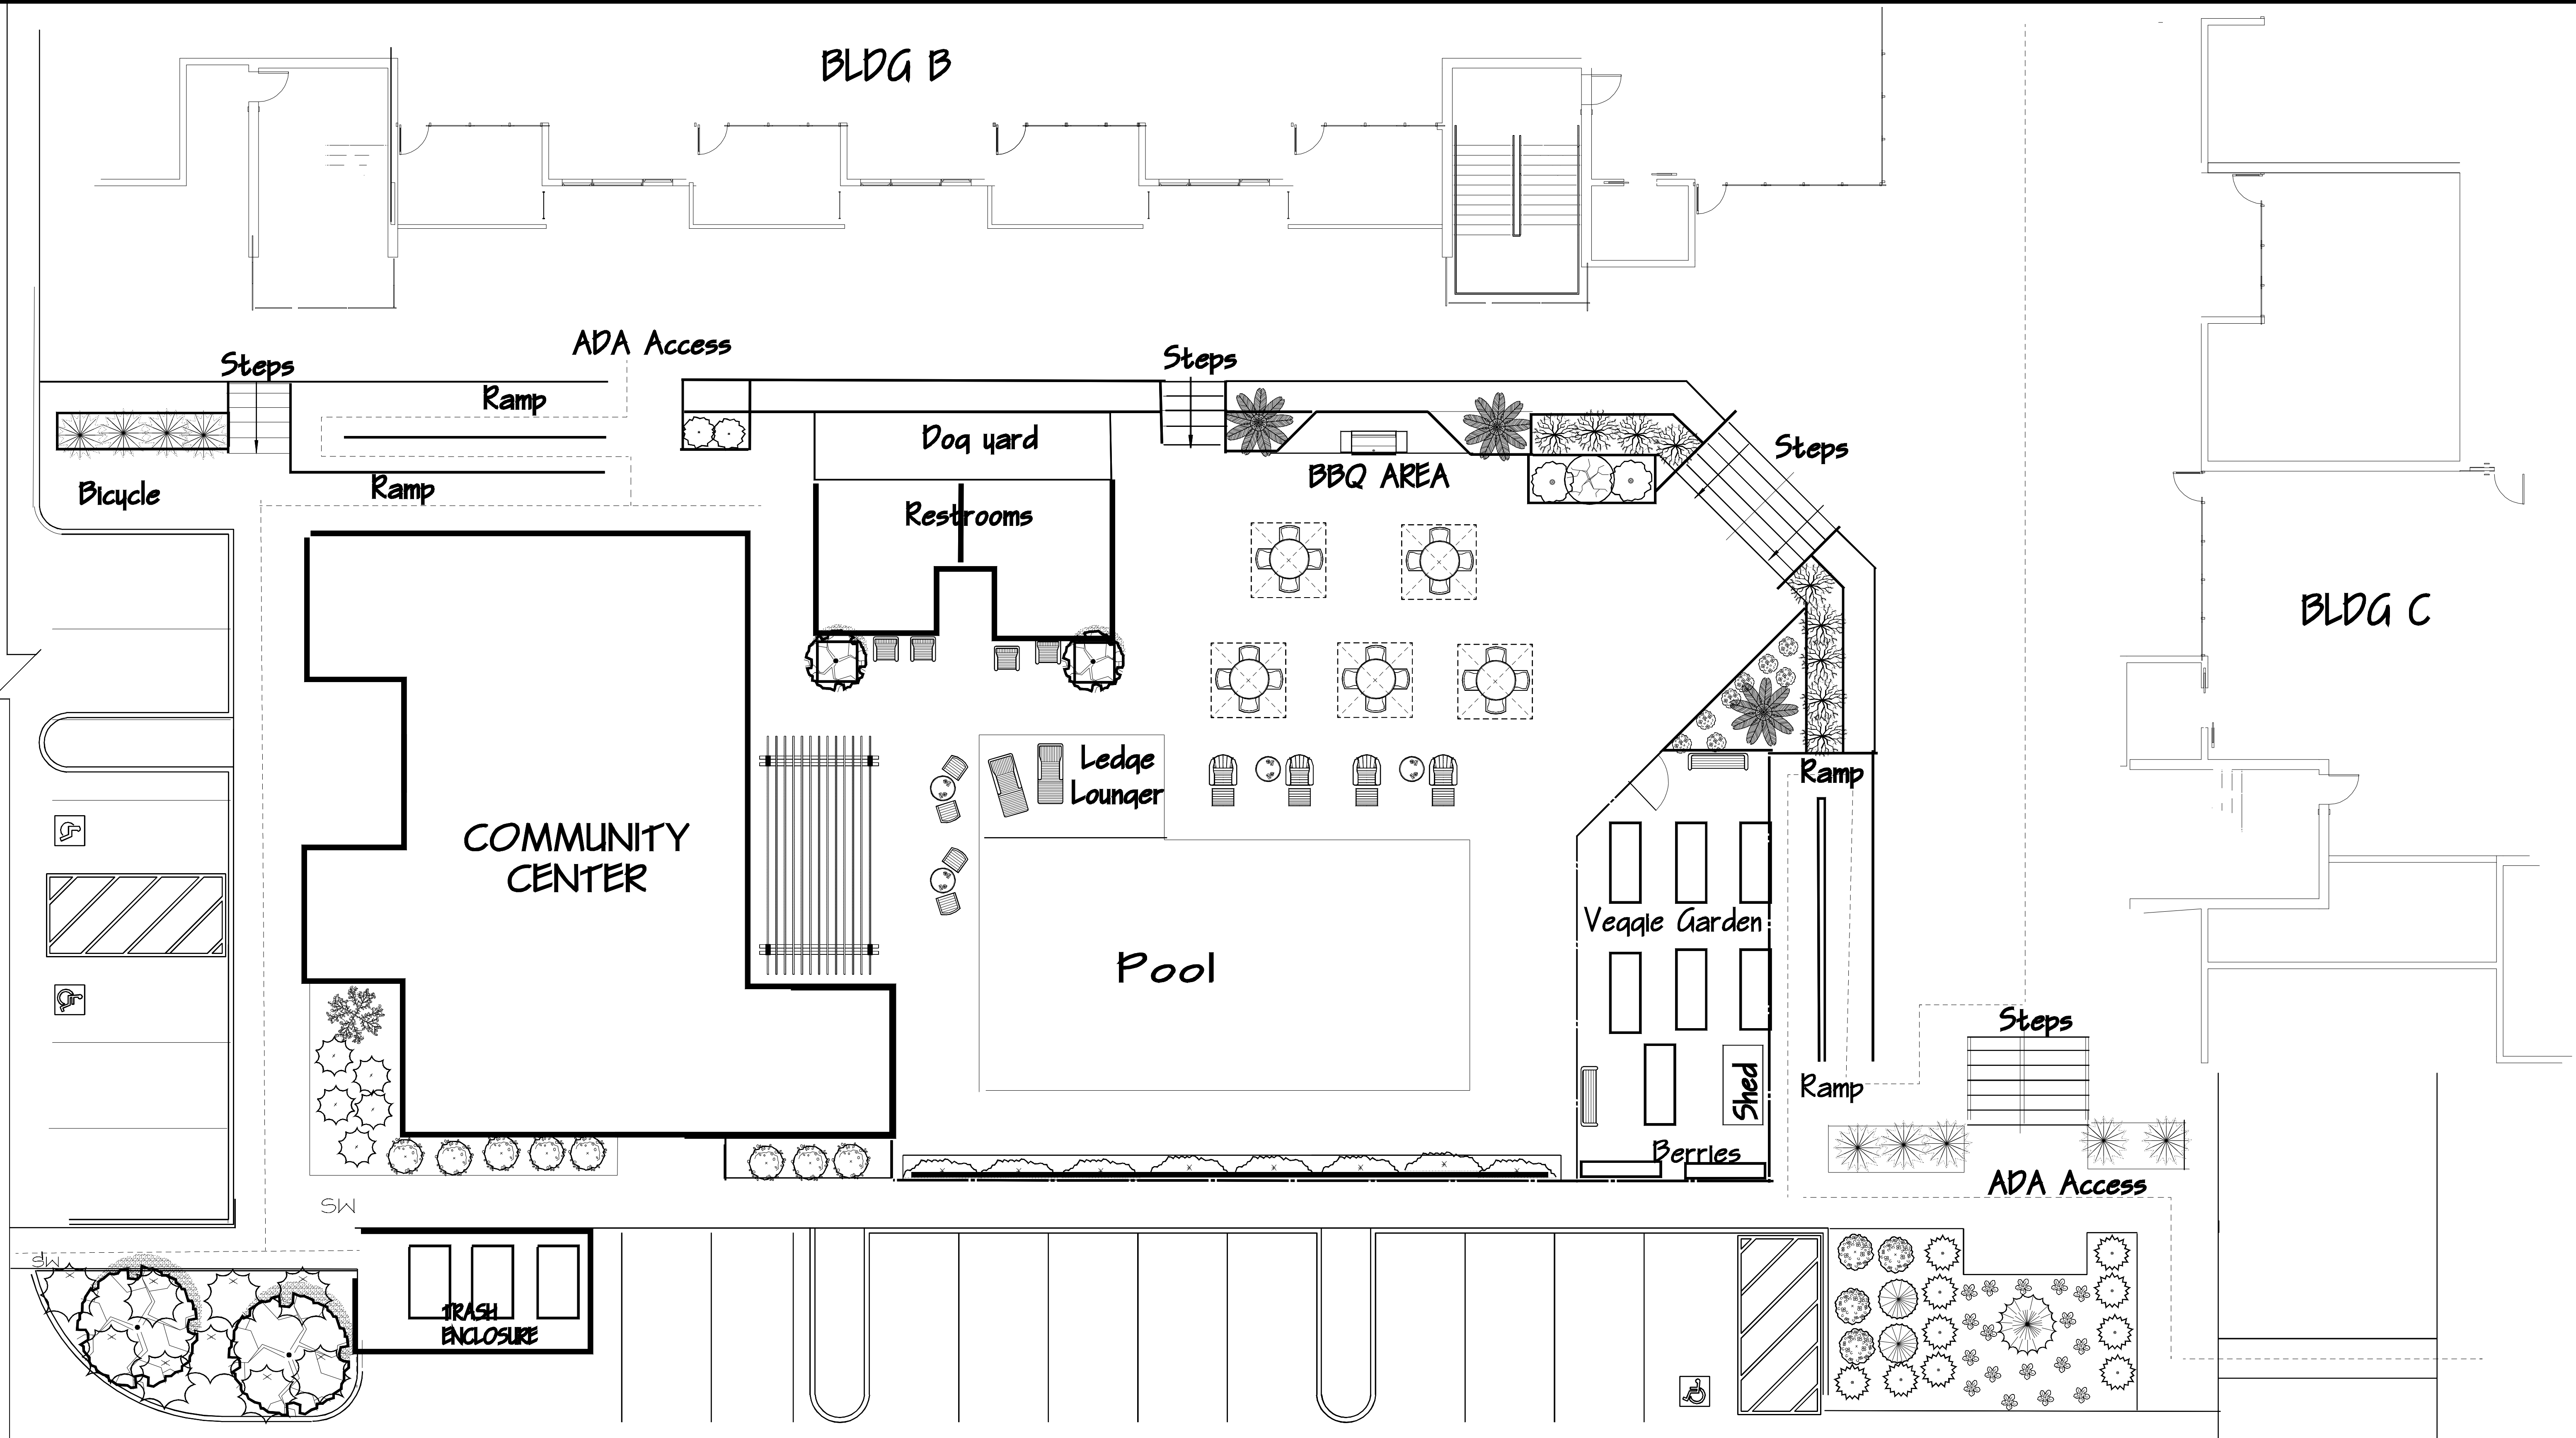 BLDG B
ADA Access
Steps
Steps
Ramp
Dog yard
Steps
BBQ AREA
Ramp
Bicycle
Restrooms
BLDG C
Ledge
Lounger
Ramp
COMMUNITY
CENTER
Veggie Garden
Pool
Steps
Ramp
Shed
Berries
ADA Access
SW
SW
TRASH
ENCLOSURE